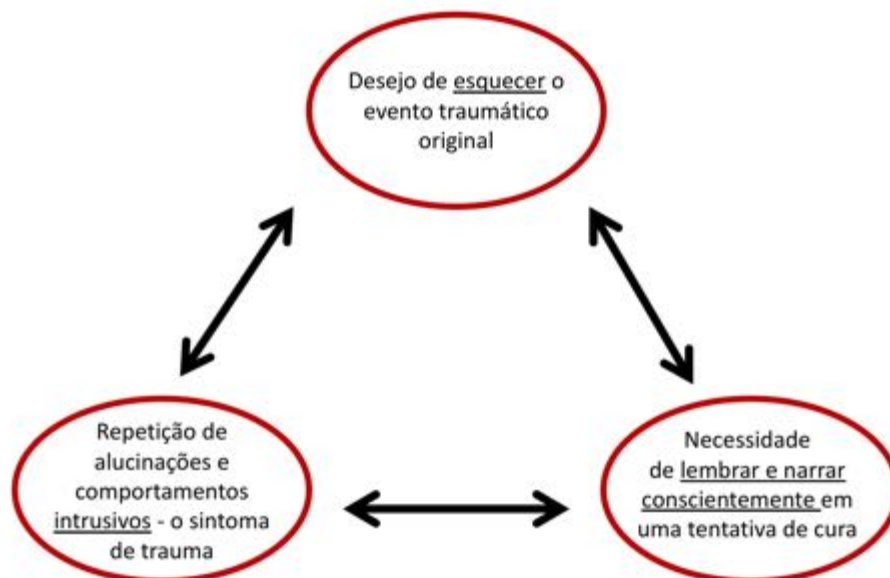 Desejo de esquecer o
evento traumático
original
Repetição de
alucinações e
comportamentos
intrusivos - o sintoma
de trauma
Necessidade
de lembrar e narrar
conscientemente em
uma tentativa de cura